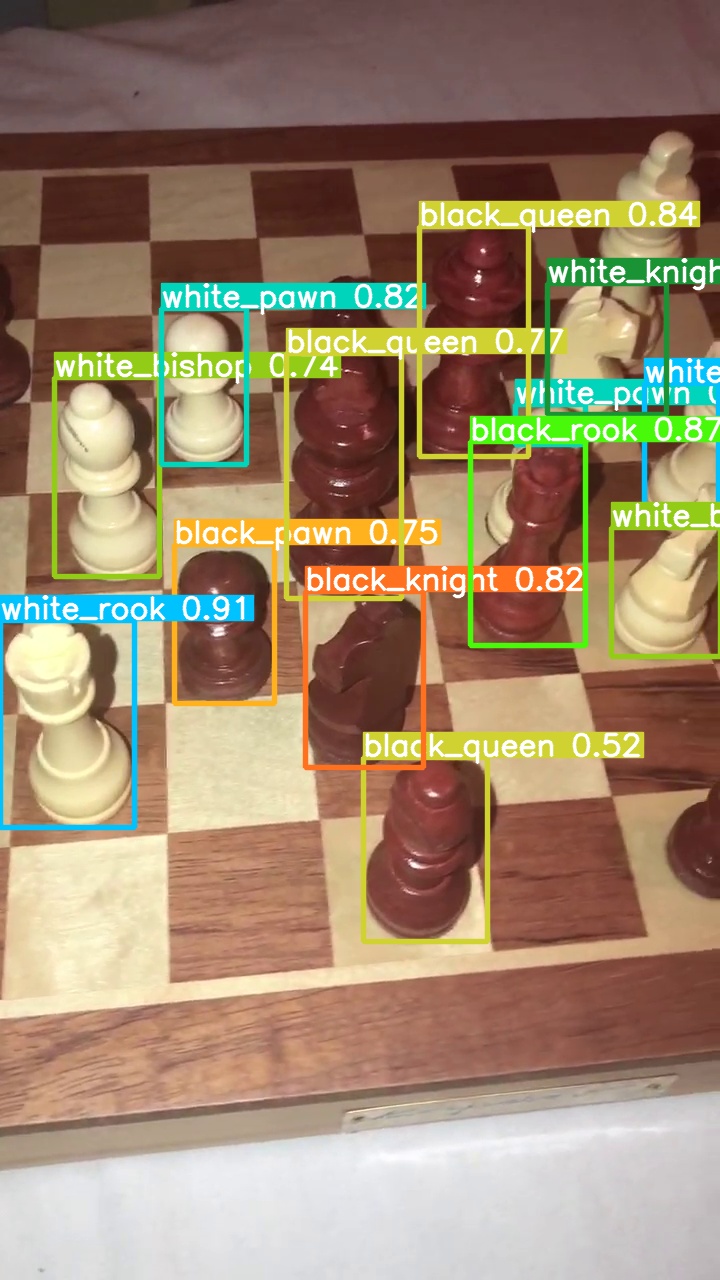 black_queen 0.84
white_knigh
white_pawn 0.82
black_queen 0.77
white_bishop 0.74
white
white_pawn
black_rook 0.87
white_b
black_pawn 0.75
black_knight 0.82
white_rook 0.91
black_queen 0.52